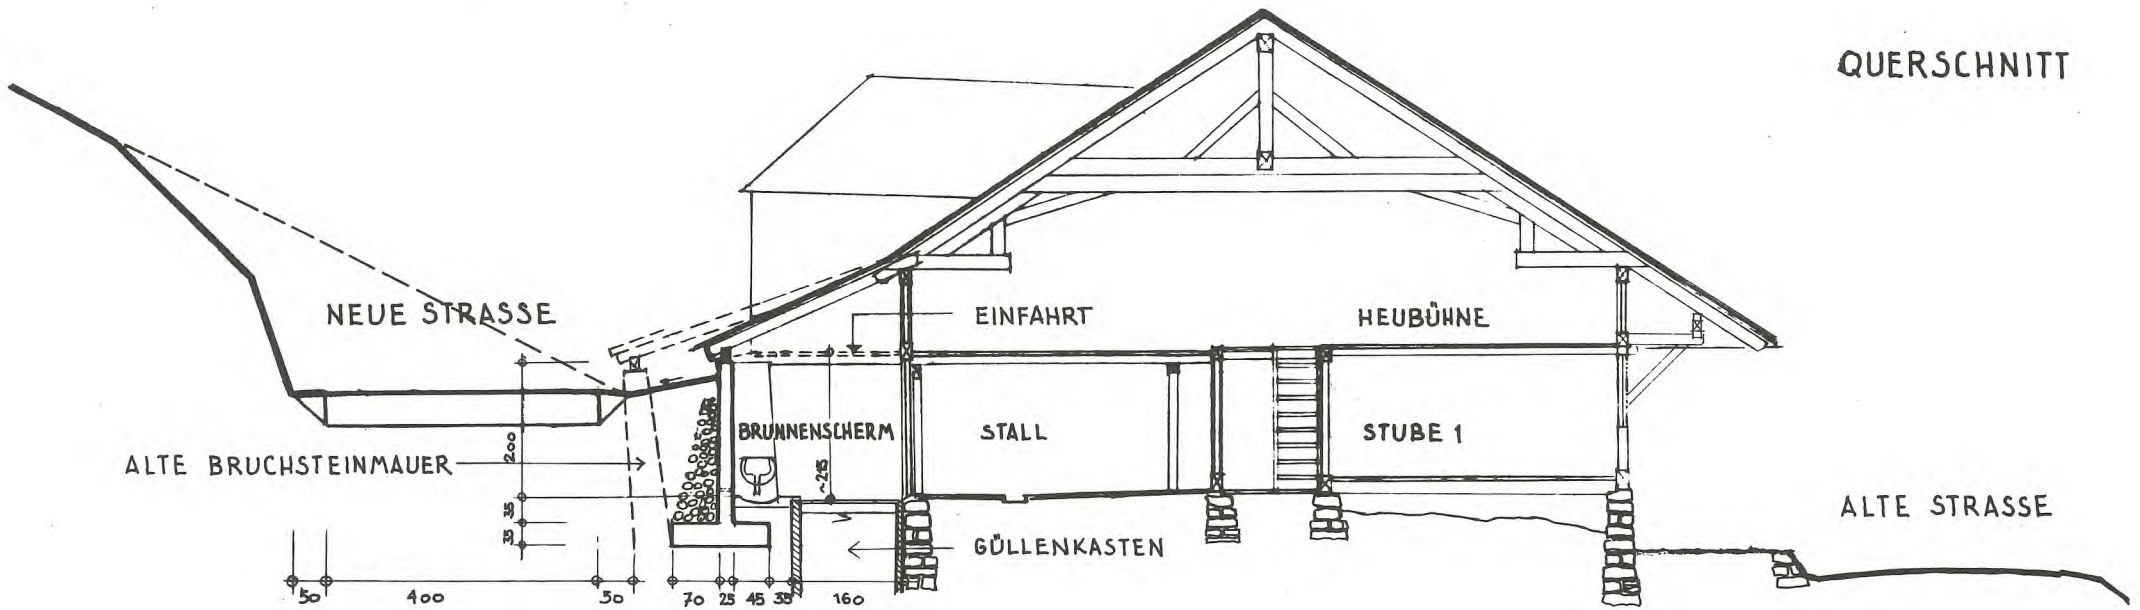 QUERSCHNITT
NEUE STRASSE
EINFAHRT
HEUBÜHNE
BRUNNENSCHERM
STALL
STUBE 1
ALTE BRUCHSTEINMAUER
200
~215
35
35
ALTE STRASSE
GÜLLENKASTEN
50
400
50
70
25
45
35
160